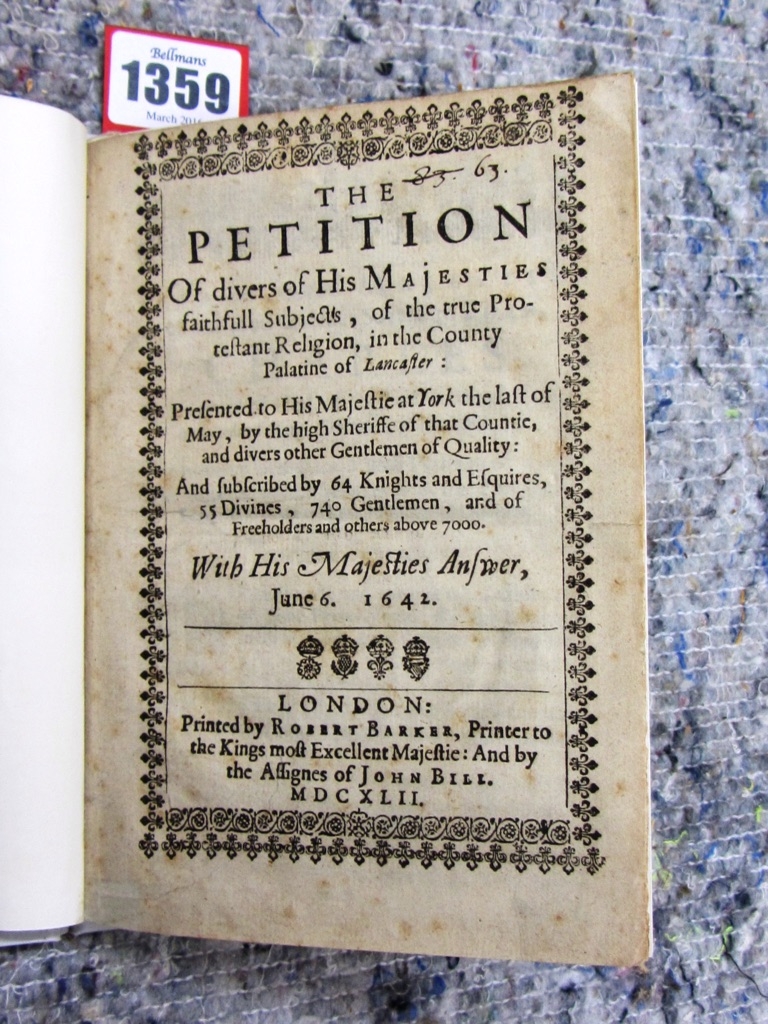 Bellmans
1359
March
83. 63.
THE
PETITION
Of divers of His MAJESTIES
faithfull Subjects, of the true Pro-
teſtant Religion, in the County
Palatine of Lancaſter:
Preſented to His Majeſtie at York the laſt of
May, by the high Sheriffe of that Countie,
and divers other Gentlemen of Quality:
And ſubſcribed by 64 Knights and Eſquires,
55 Divines, 740 Gentlemen, and of
Freeholders and others above 7000.
With His Majeſties Anſwer,
June 6. 1642.
LONDON:
Printed by ROBERT BARKER, Printer to
the Kings moſt Excellent Majeſtie: And by
the Aſſignes of JOHN BILL.
MDCXLII.